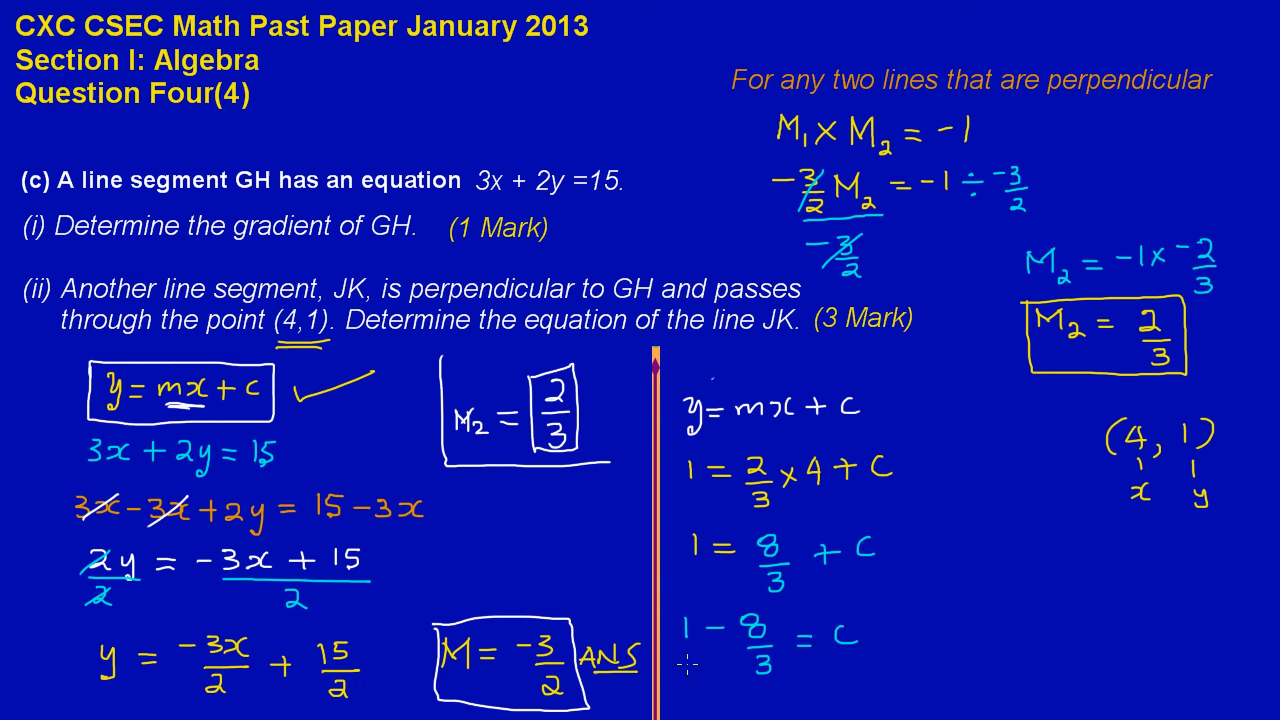 CXC CSEC Math Past Paper January 2013
Section I: Algebra
Question Four(4)
(c) A line segment GH has an equation 3x + 2y =15.
(i) Determine the gradient of GH. (1 Mark)
(ii) Another line segment, JK, is perpendicular to GH and passes
through the point (4,1). Determine the equation of the line JK. (3 Mark)
y = mx + c
3x + 2y = 15
3x - 3x + 2y = 15 - 3x
2y/2 = -3x + 15/2
y = -3x/2 + 15/2
M = -3/2 ANS
M2 = 2/3
For any two lines that are perpendicular
M1 x M2 = -1
-3/2 M2 = -1 ÷ -3/2
-3/2
M2 = -1 x -2/3
M2 = 2/3
y = mx + c
1 = 2/3 x 4 + c
1 = 8/3 + c
1 - 8/3 = c
(4, 1)
x y